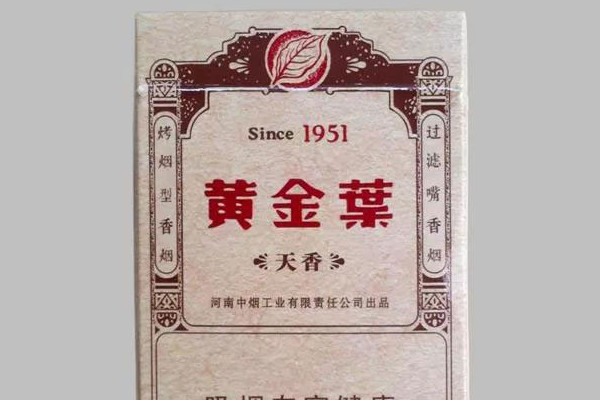 Since 1951
烤烟型香烟
过滤嘴香烟
黄金葉
天香
河南中烟工业有限责任公司出品